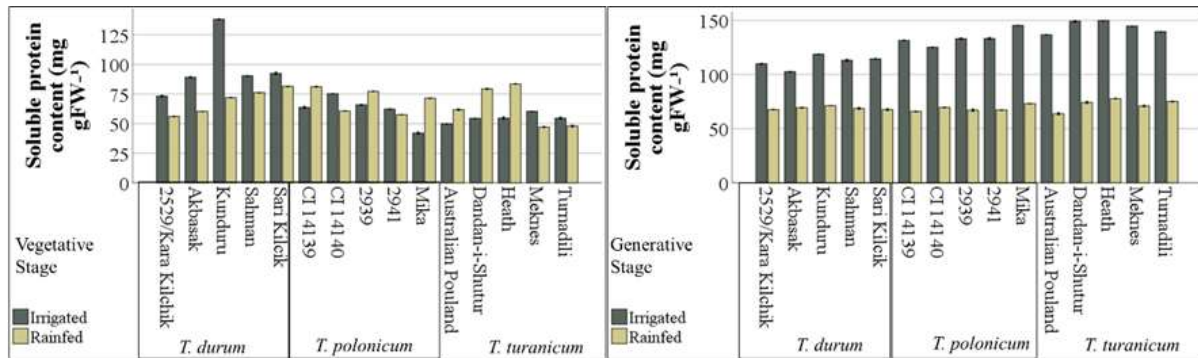 Soluble protein
content (mg
gFW-¹)
125
100
75
50
25
0
2529/Kara Kilchik
Akbasak
Kunduru
Sahman
Sari Kilcik
CI 14139
CI 14140
2939
2941
Mika
Australian Pouland
Dandan-i-Shutur
Heath
Meknes
Turnadili
Vegetative
Stage
Irrigated
Rainfed
T. durum
T. polonicum
T. turanicum
Soluble protein
content (mg
gFW-¹)
150
100
50
0
2529/Kara Kilchik
Akbasak
Kunduru
Sahman
Sari Kilcik
CI 14139
CI 14140
2939
2941
Mika
Australian Pouland
Dandan-i-Shutur
Heath
Meknes
Turnadili
Generative
Stage
Irrigated
Rainfed
T. durum
T. polonicum
T. turanicum